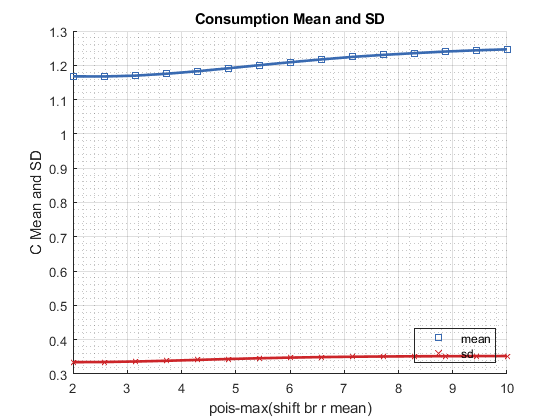 Consumption Mean and SD
1.3
1.2
1.1
1
0.9
0.8
0.7
0.6
0.5
0.4
0.3
C Mean and SD
mean
sd
2 3 4 5 6 7 8 9 10
pois-max(shift br r mean)